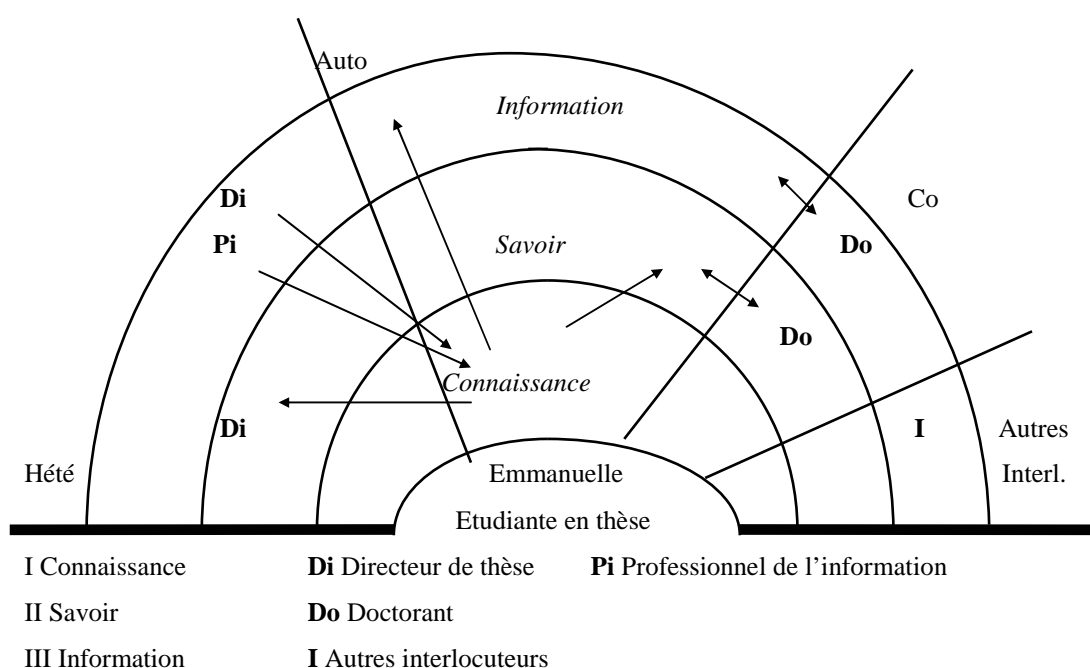 Auto
Information
Di
Co
Pi
Savoir
Do
Do
Connaissance
Di
I
Autres
Hété
Emmanuelle
Interl.
Etudiante en thèse
I Connaissance
Di Directeur de thèse
Pi Professionnel de l’information
II Savoir
Do Doctorant
III Information
I Autres interlocuteurs